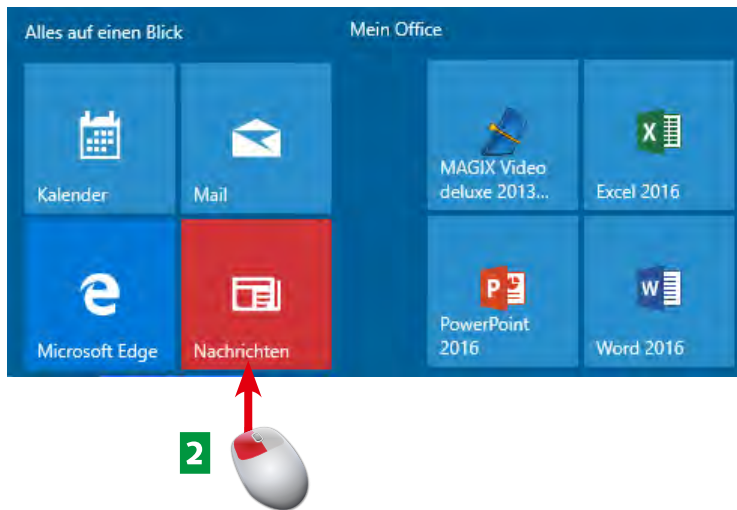 Alles auf einen Blick
Mein Office
Kalender
Mail
MAGIX Video
deluxe 2013...
Excel 2016
Microsoft Edge
Nachrichten
PowerPoint
2016
Word 2016
2